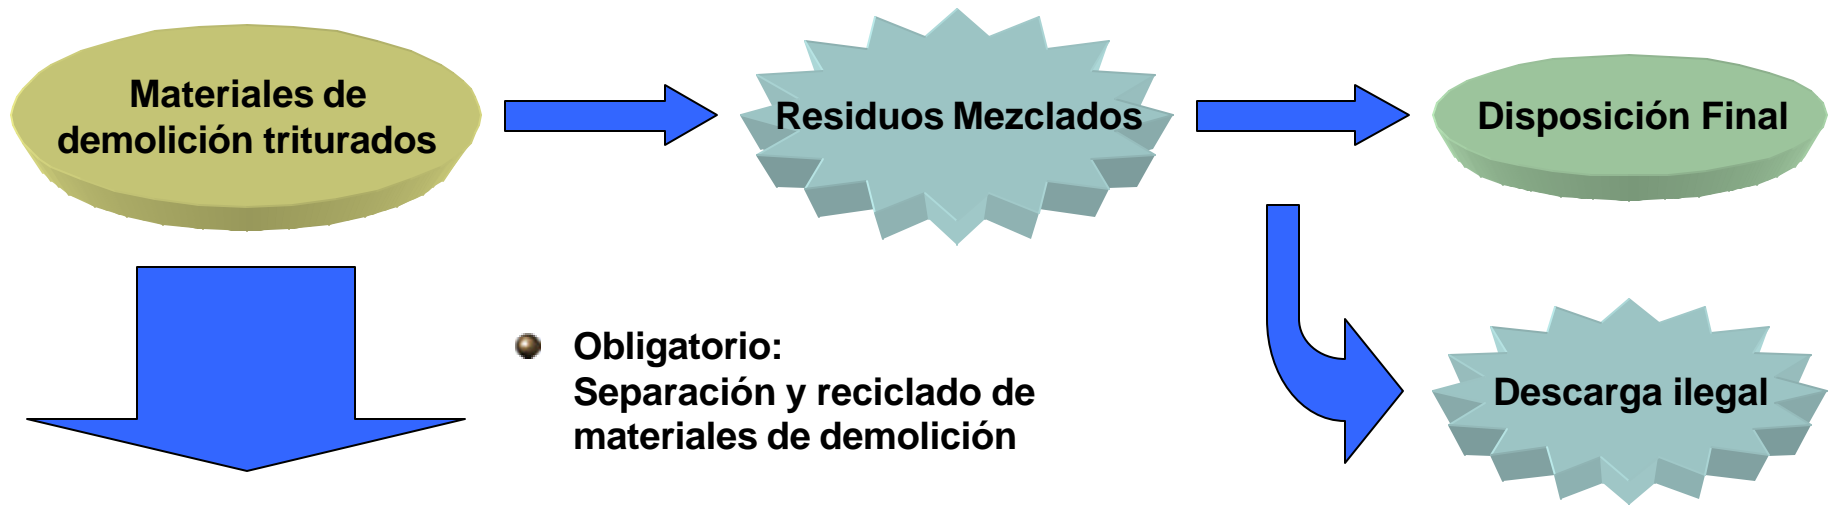 Materiales de
demolición triturados
Residuos Mezclados
Disposición Final
Obligatorio:
Separación y reciclado de
materiales de demolición
Descarga ilegal